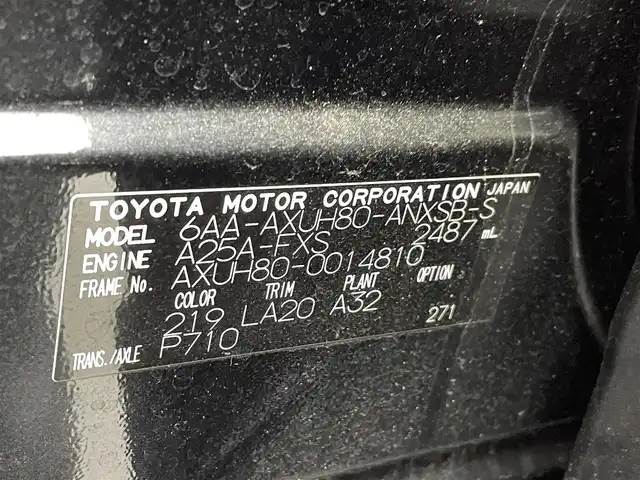 TOYOTA MOTOR CORPORATION JAPAN
MODEL 6AA-AXUH80-ANXSB-S
ENGINE A25A-FXS 2487 mL
FRAME No. AXUH80-0014810
COLOR TRIM PLANT OPTION
219 LA20 A32 271
TRANS./AXLE P710